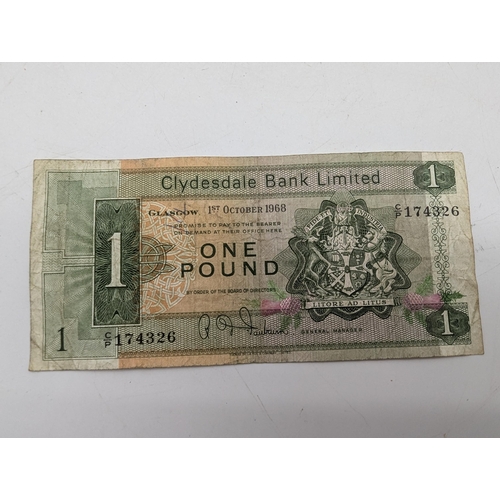 1
Clydesdale Bank Limited
GLASGOW 1ST OCTOBER 1968 C/P 174326
PROMISE TO PAY TO THE BEARER
ON DEMAND AT THEIR OFFICE HERE
1
ONE
POUND
BY ORDER OF THE BOARD OF DIRECTORS
LITORE AD LITUS
1
1 C/P 174326
GENERAL MANAGER